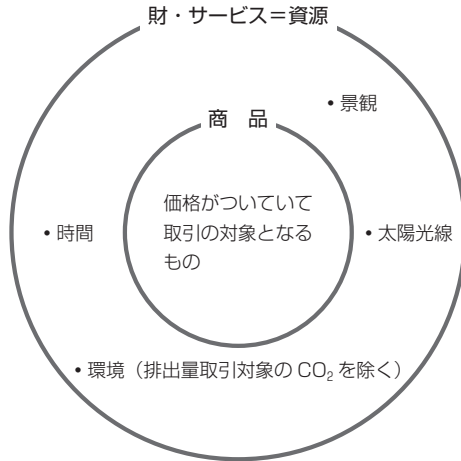 財・サービス＝資源
• 景観
商　品
価格がついていて
取引の対象となる
もの
• 時間
• 太陽光線
• 環境（排出量取引対象の CO₂ を除く）